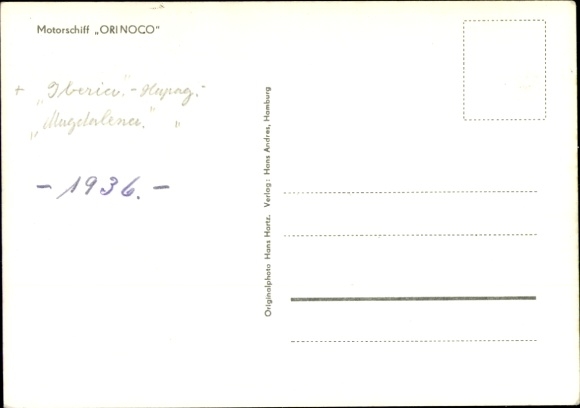 Motorschiff „ORINOCO"
+ „Iberia." - Hapag.-
„Magdalena." "
- 1936. -
Originalphoto Hans Hartz. Verlag: Hans Andres, Hamburg